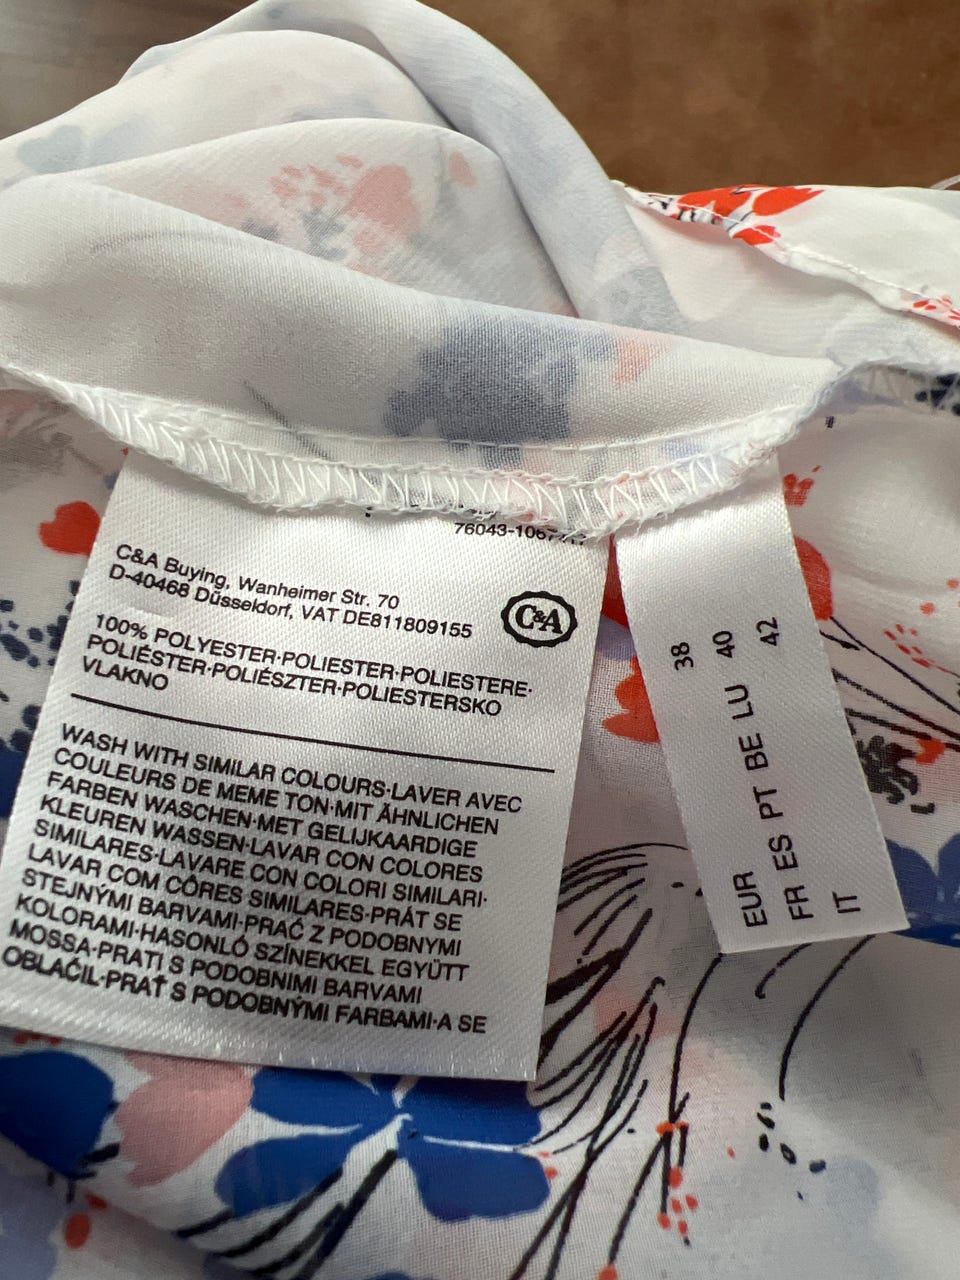 C&A Buying, Wanheimer Str. 70
D-40468 Düsseldorf, VAT DE811809155
C&A
100% POLYESTER·POLIESTER·POLIESTERE·
POLIÉSTER·POLIÉSZTER·POLIESTERSKO
VLAKNO
WASH WITH SIMILAR COLOURS·LAVER AVEC
COULEURS DE MEME TON·MIT ÄHNLICHEN
FARBEN WASCHEN·MET GELIJKAARDIGE
KLEUREN WASSEN·LAVAR CON COLORES
SIMILARES·LAVARE CON COLORI SIMILARI·
LAVAR COM CÔRES SIMILARES·PRÁT SE
STEJNÝMI BARVAMI·PRAĆ Z PODOBNYMI
KOLORAMI·HASONLÓ SZÍNEKKEL EGYÜTT
MOSSA·PRATI S PODOBNIMI BARVAMI
OBLAČIL·PRAŤ S PODOBNÝMI FARBAMI·A SE
EUR 38
FR ES PT BE LU 40
IT 42